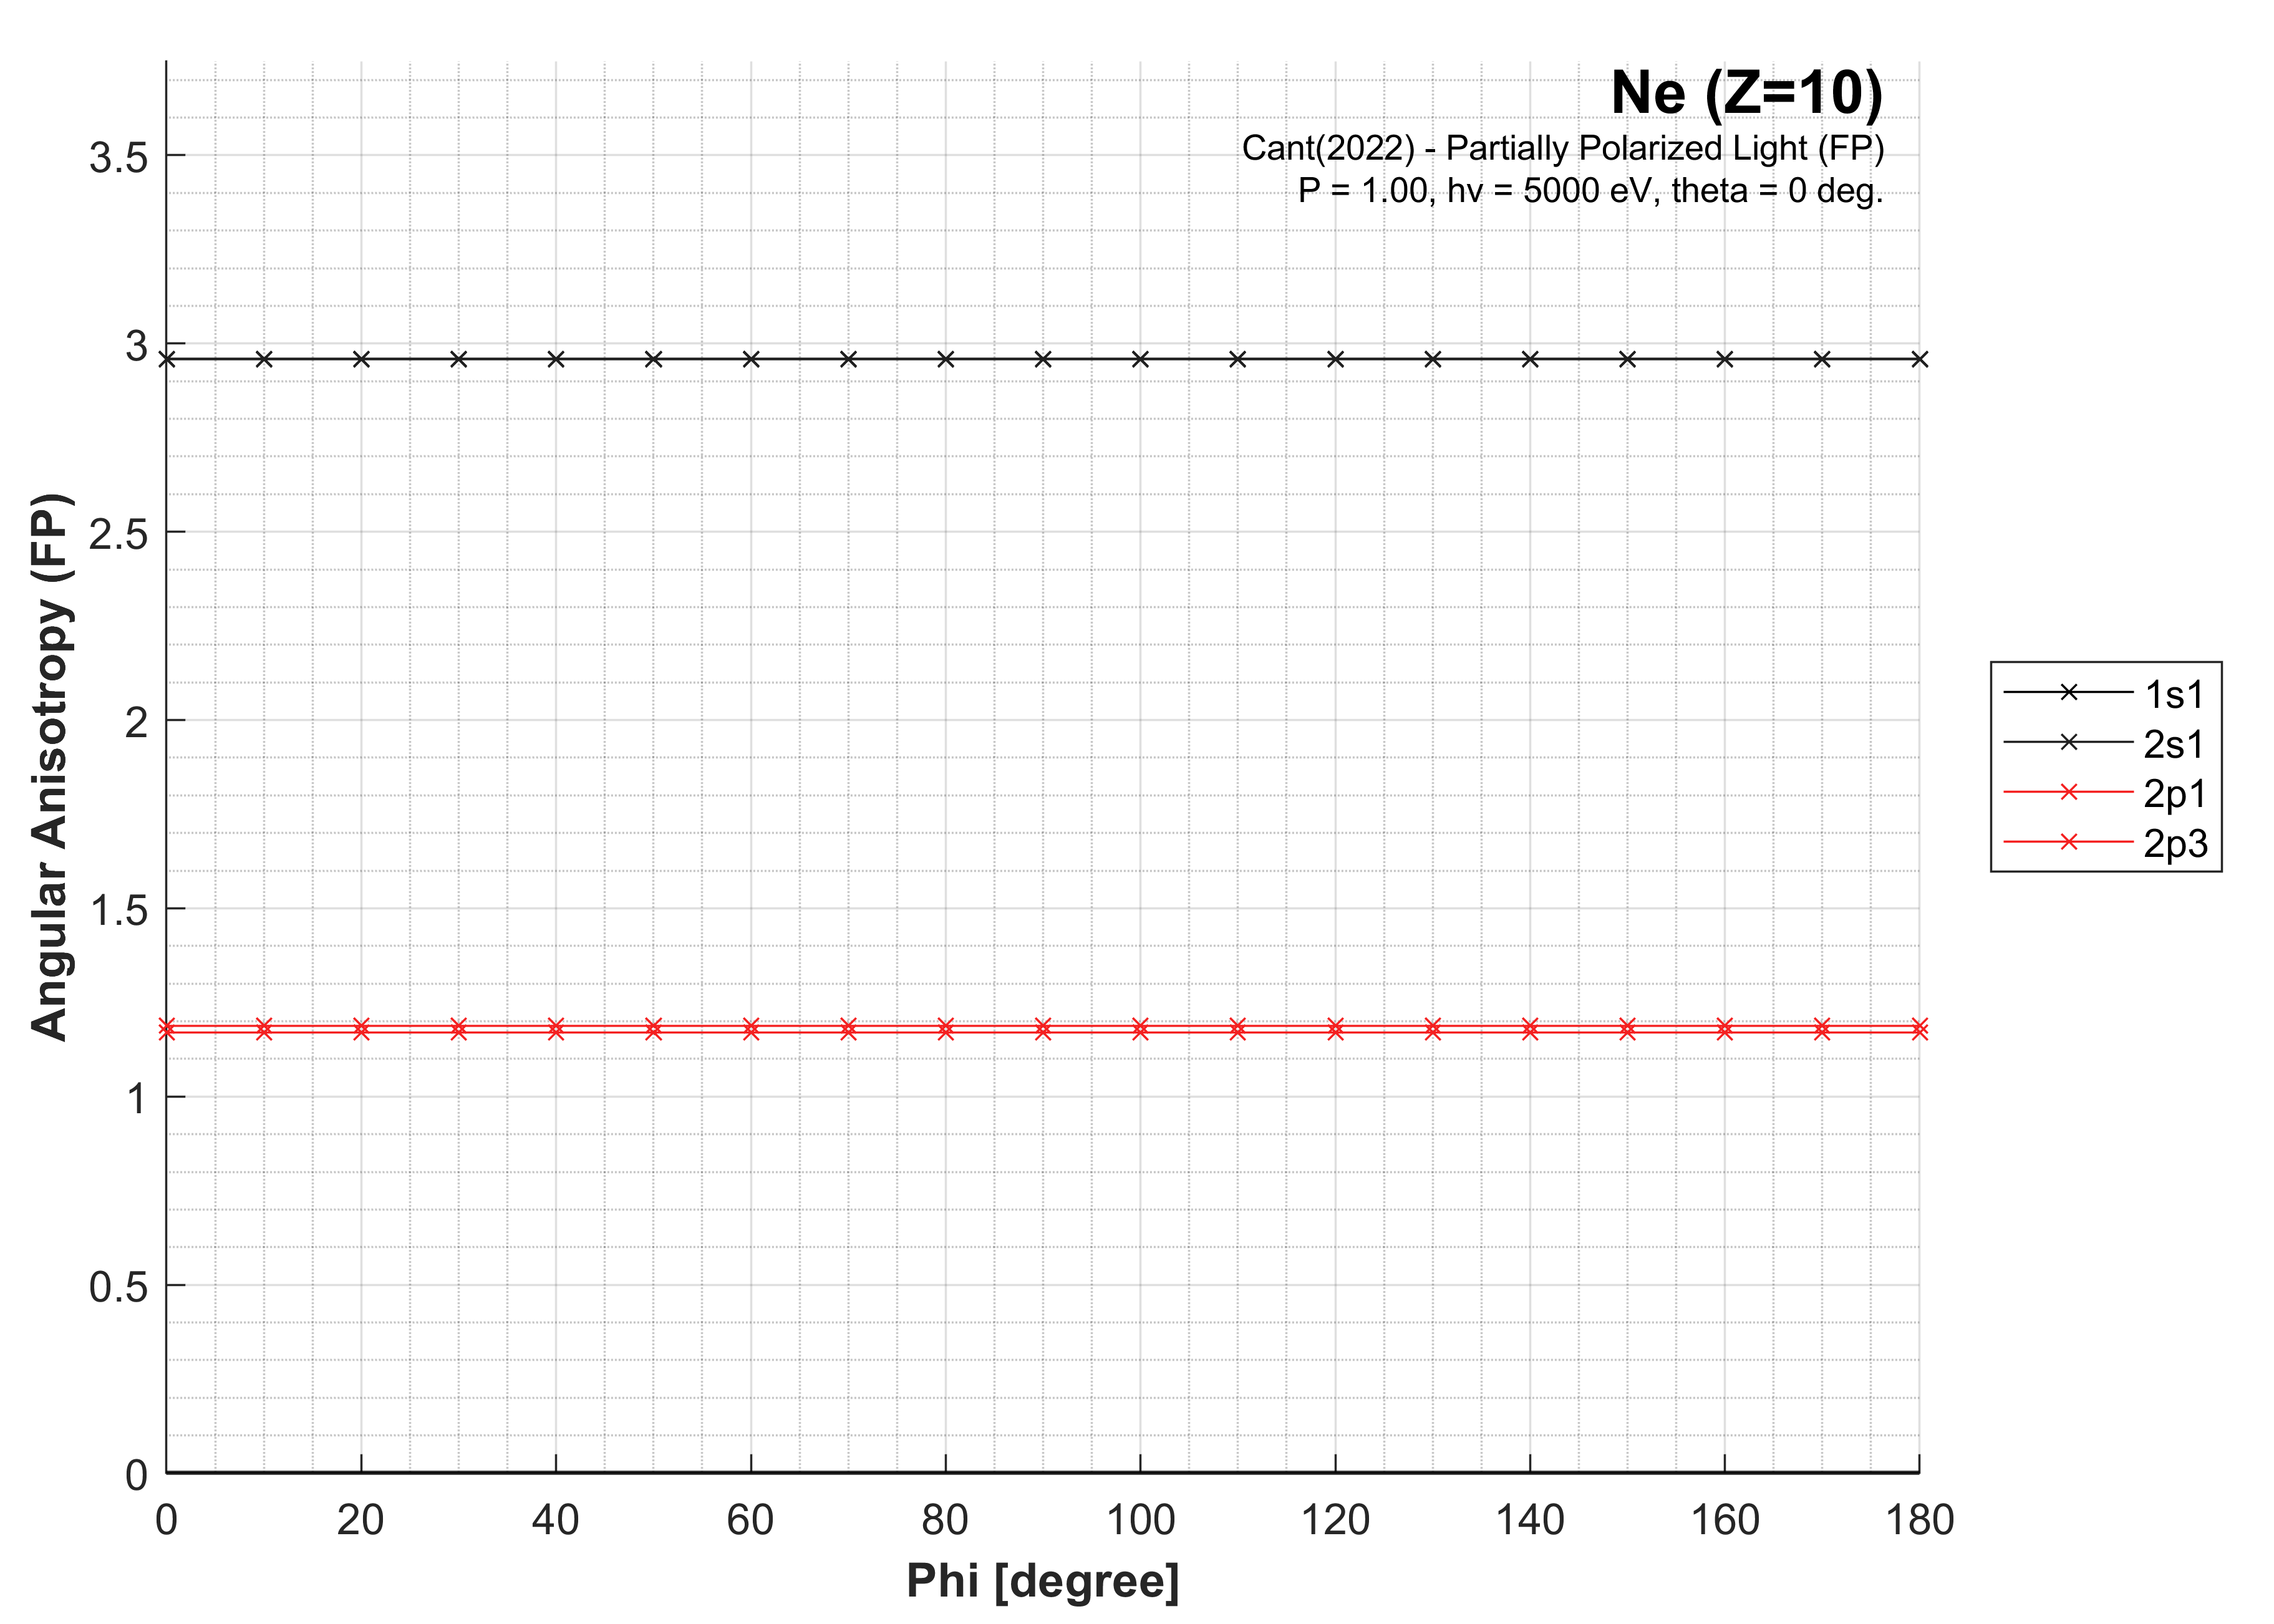 Ne (Z=10)
Cant(2022) - Partially Polarized Light (FP)
P = 1.00, hv = 5000 eV, theta = 0 deg.
Angular Anisotropy (FP)
3.5
3
2.5
2
1.5
1
0.5
0
0 20 40 60 80 100 120 140 160 180
Phi [degree]
1s1
2s1
2p1
2p3